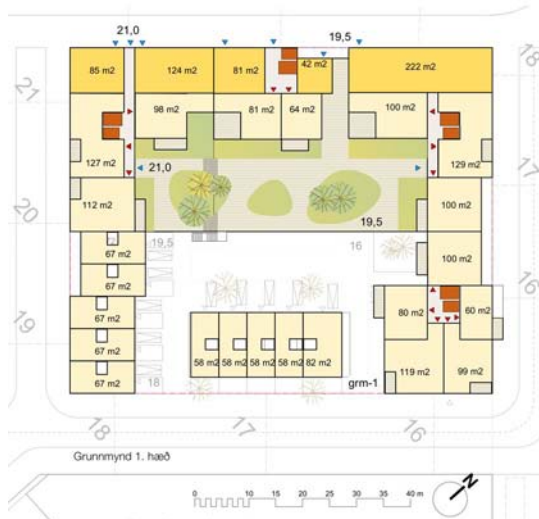 21,0
19,5
85 m2 124 m2 81 m2 42 m2 222 m2
18
21
98 m2 81 m2 64 m2 100 m2
127 m2 21,0 129 m2
17
112 m2 19,5 100 m2
20
67 m2 19,5 16 100 m2
67 m2
16
67 m2 80 m2 60 m2
19
67 m2 58 m2 58 m2 58 m2 58 m2 82 m2 119 m2 99 m2
67 m2 18 grm-1
18 17 16
Grunnmynd 1. hæð
N
0 10 15 20 25 30 35 40 m